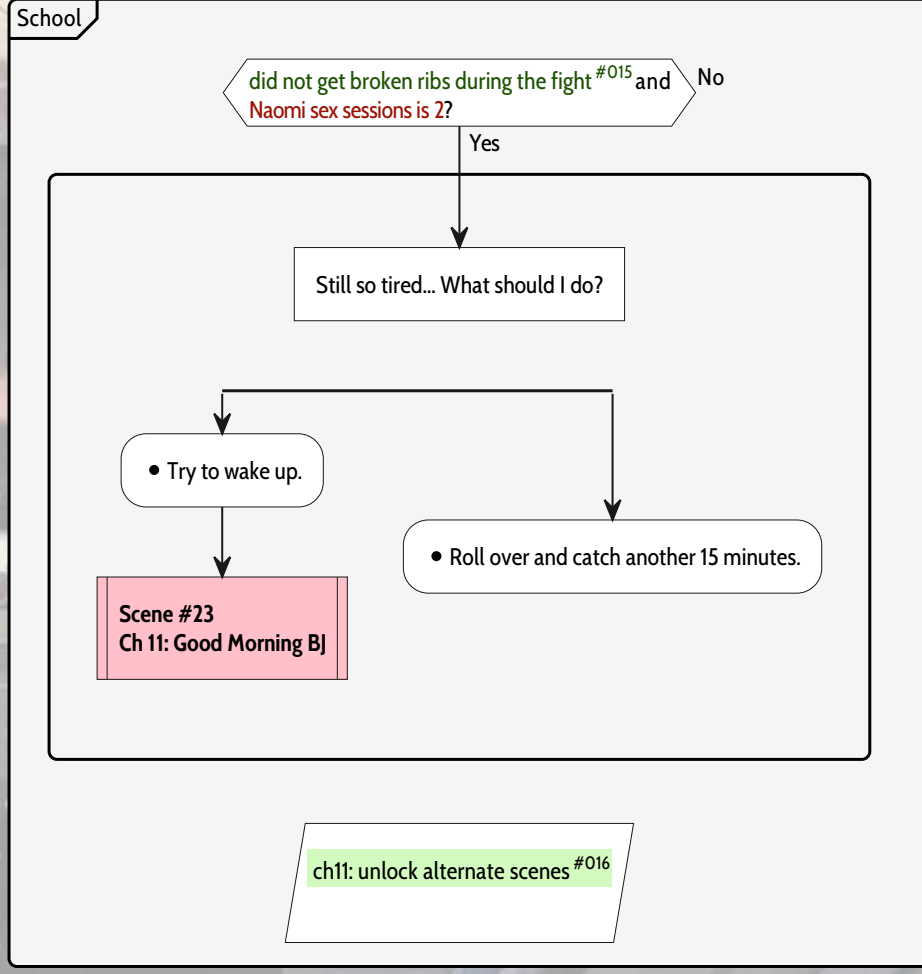 School
did not get broken ribs during the fight #015 and
Naomi sex sessions is 2?
No
Yes
Still so tired... What should I do?
• Try to wake up.
• Roll over and catch another 15 minutes.
Scene #23
Ch 11: Good Morning BJ
ch11: unlock alternate scenes #016